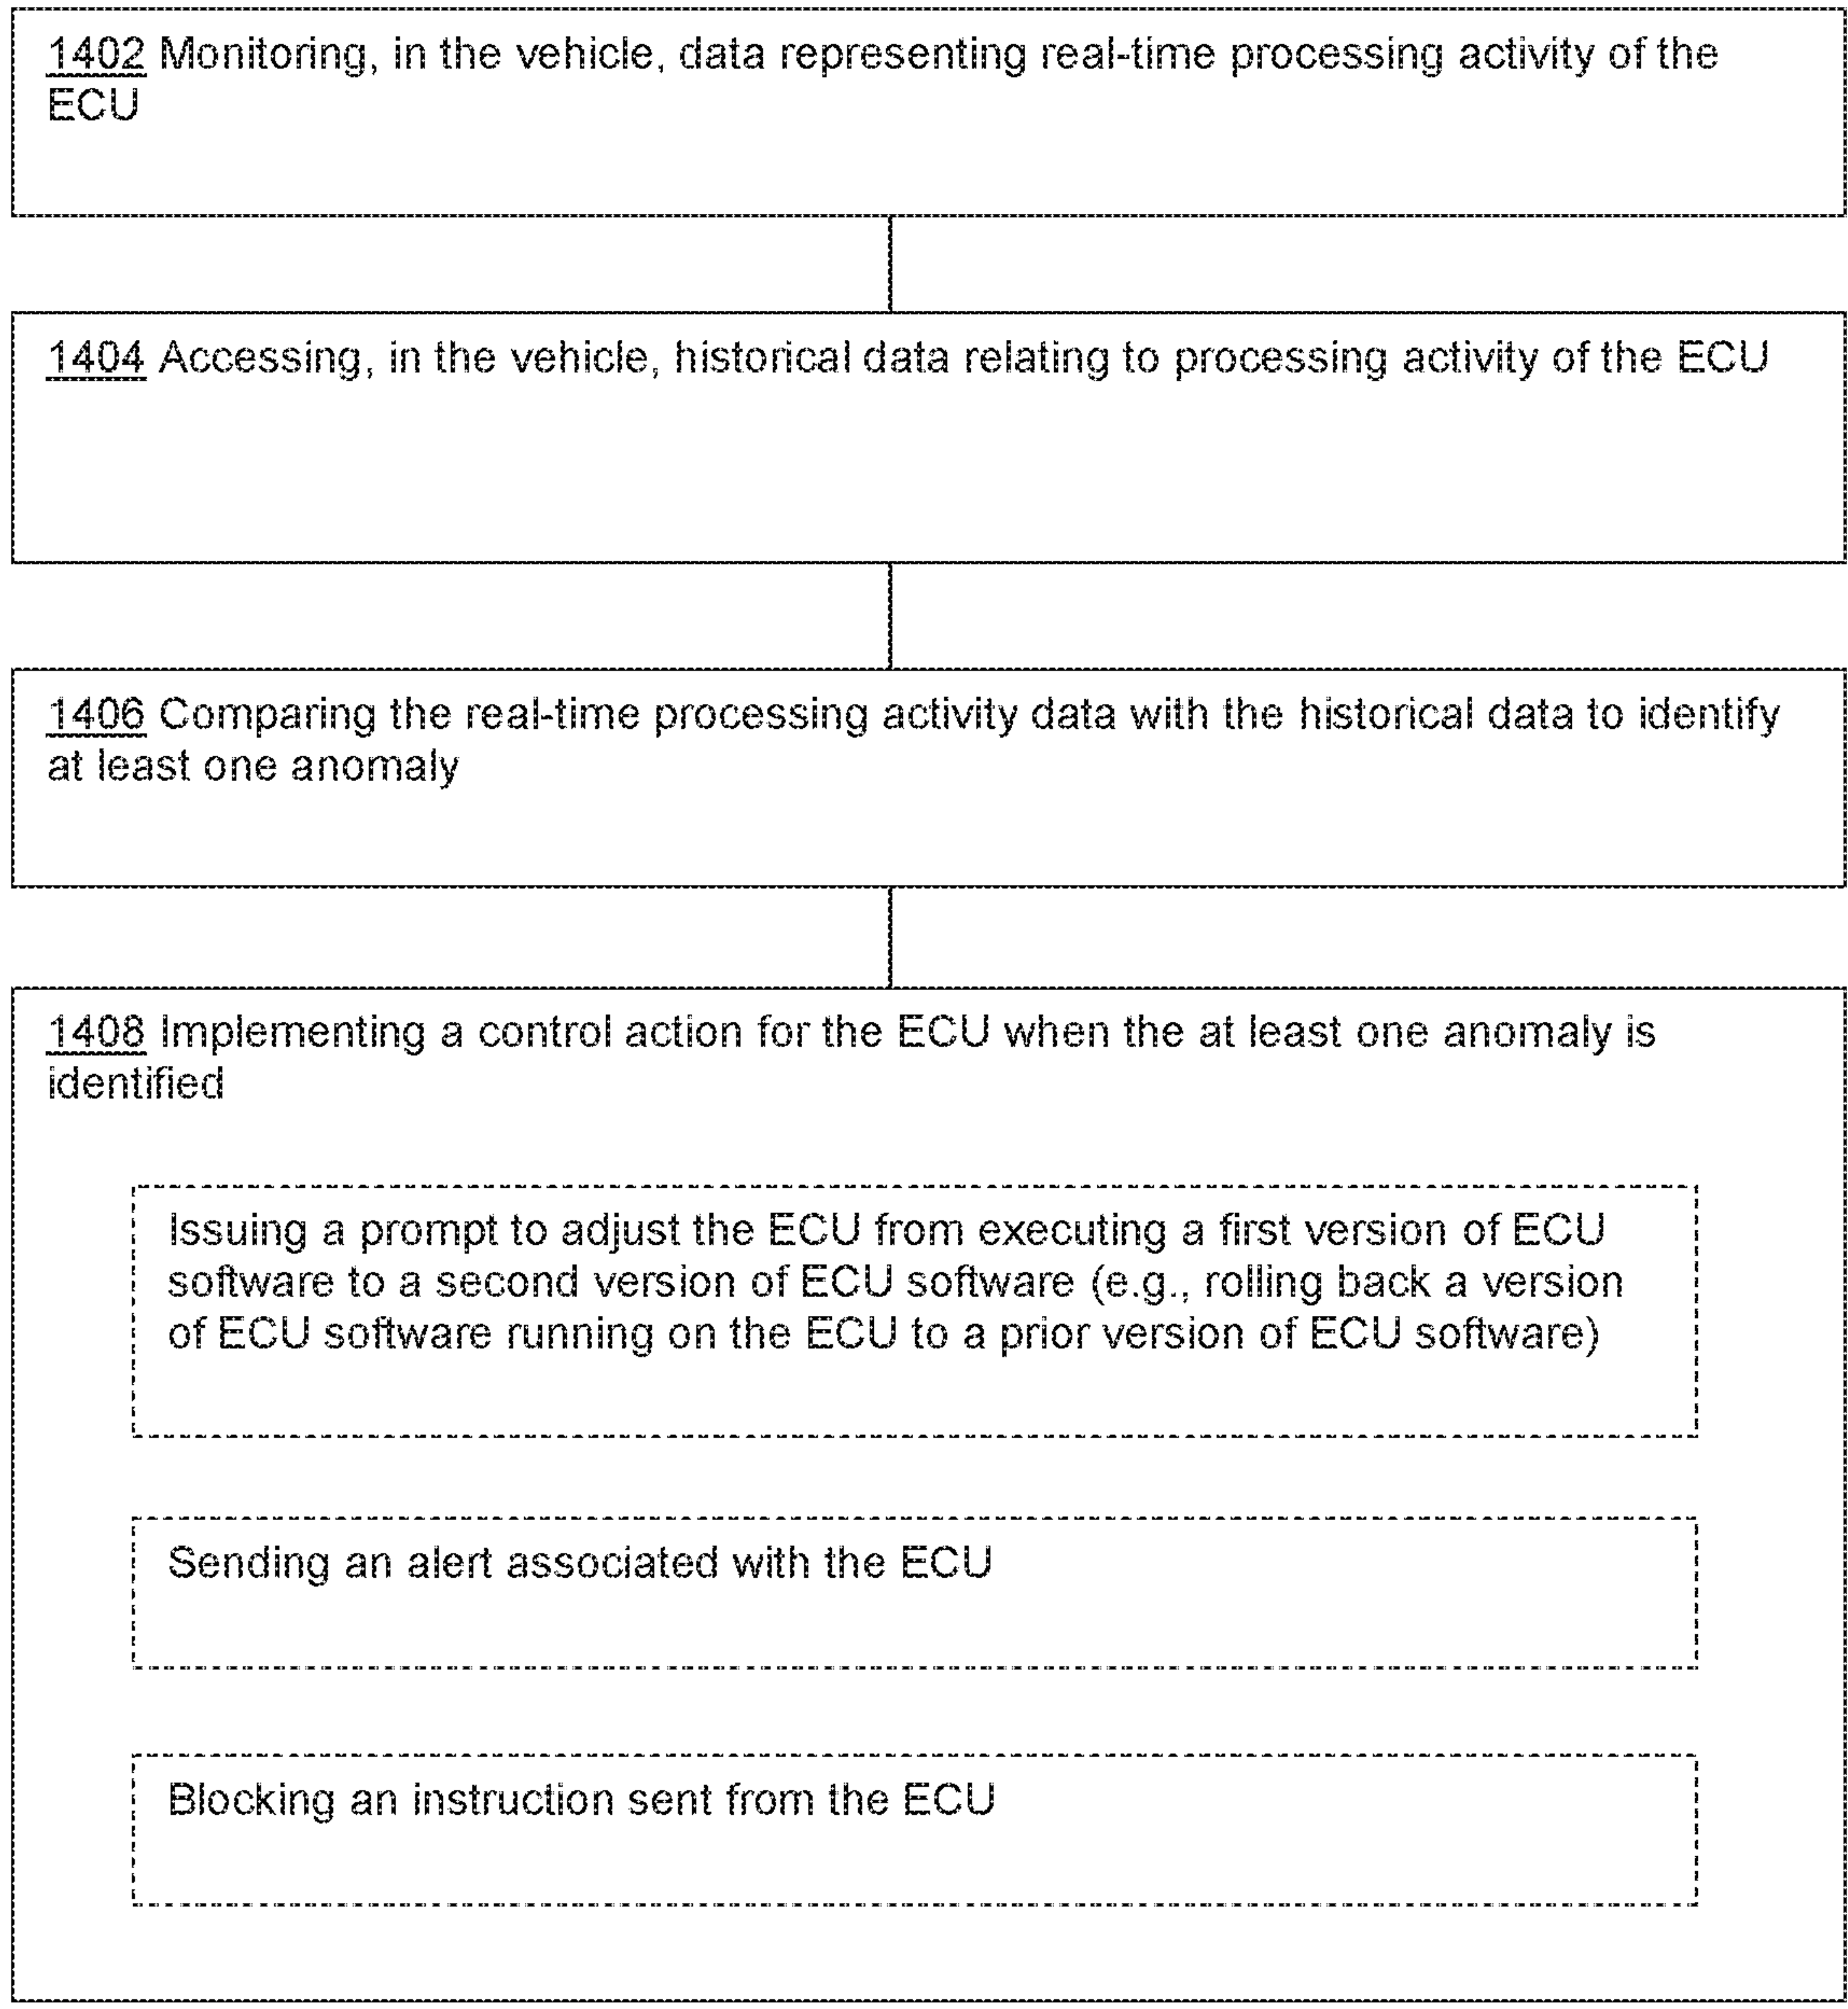 1402 Monitoring, in the vehicle, data representing real-time processing activity of the
ECU
1404 Accessing, in the vehicle, historical data relating to processing activity of the ECU
1406 Comparing the real-time processing activity data with the historical data to identify
at least one anomaly
1408 Implementing a control action for the ECU when the at least one anomaly is
identified
Issuing a prompt to adjust the ECU from executing a first version of ECU
software to a second version of ECU software (e.g., rolling back a version
of ECU software running on the ECU to a prior version of ECU software)
Sending an alert associated with the ECU
Blocking an instruction sent from the ECU